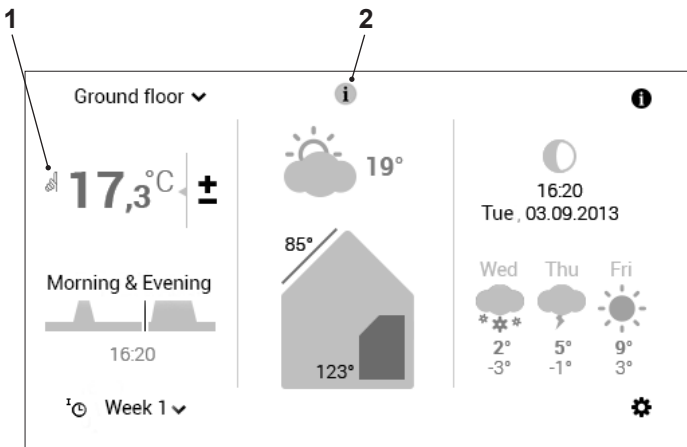 1
2
Ground floor
i
i
17,3°C
±
19°
16:20
Tue , 03.09.2013
85°
123°
Morning & Evening
16:20
Wed Thu Fri
2° 5° 9°
-3° -1° 3°
I
Week 1